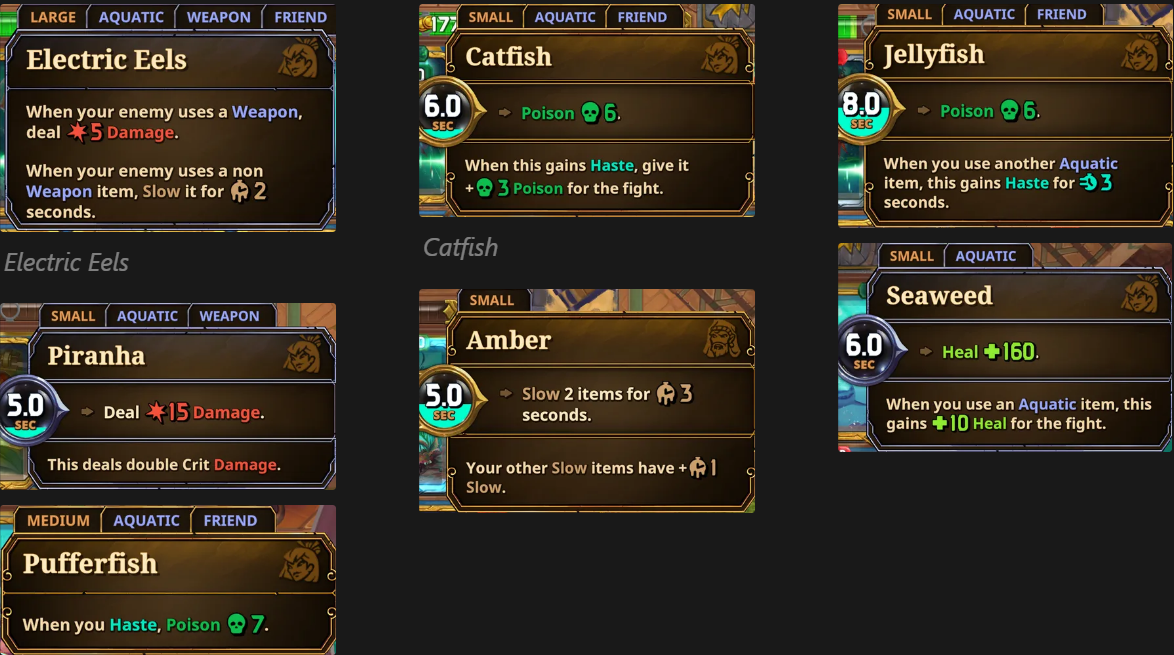 LARGE AQUATIC WEAPON FRIEND
Electric Eels
When your enemy uses a Weapon,
deal 5 Damage.
When your enemy uses a non
Weapon item, Slow it for 2
seconds.
Electric Eels
SMALL AQUATIC WEAPON
Piranha
5.0
SEC
Deal 15 Damage.
This deals double Crit Damage.
MEDIUM AQUATIC FRIEND
Pufferfish
When you Haste, Poison 7.
177
SMALL AQUATIC FRIEND
Catfish
6.0
SEC
Poison 6.
When this gains Haste, give it
+ 3 Poison for the fight.
Catfish
SMALL
Amber
5.0
SEC
Slow 2 items for 3
seconds.
Your other Slow items have + 1
Slow.
SMALL AQUATIC FRIEND
Jellyfish
8.0
SEC
Poison 6.
When you use another Aquatic
item, this gains Haste for 3
seconds.
SMALL AQUATIC
Seaweed
6.0
SEC
Heal +160.
When you use an Aquatic item, this
gains +10 Heal for the fight.